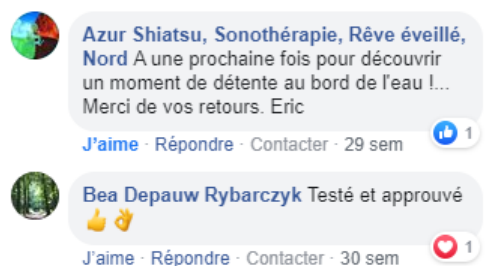 Azur Shiatsu, Sonothérapie, Rêve éveillé,
Nord A une prochaine fois pour découvrir
un moment de détente au bord de l'eau !...
Merci de vos retours. Eric
J'aime · Répondre · Contacter · 29 sem
1
Bea Depauw Rybarczyk Testé et approuvé
👍👌
J'aime · Répondre · Contacter · 30 sem
1